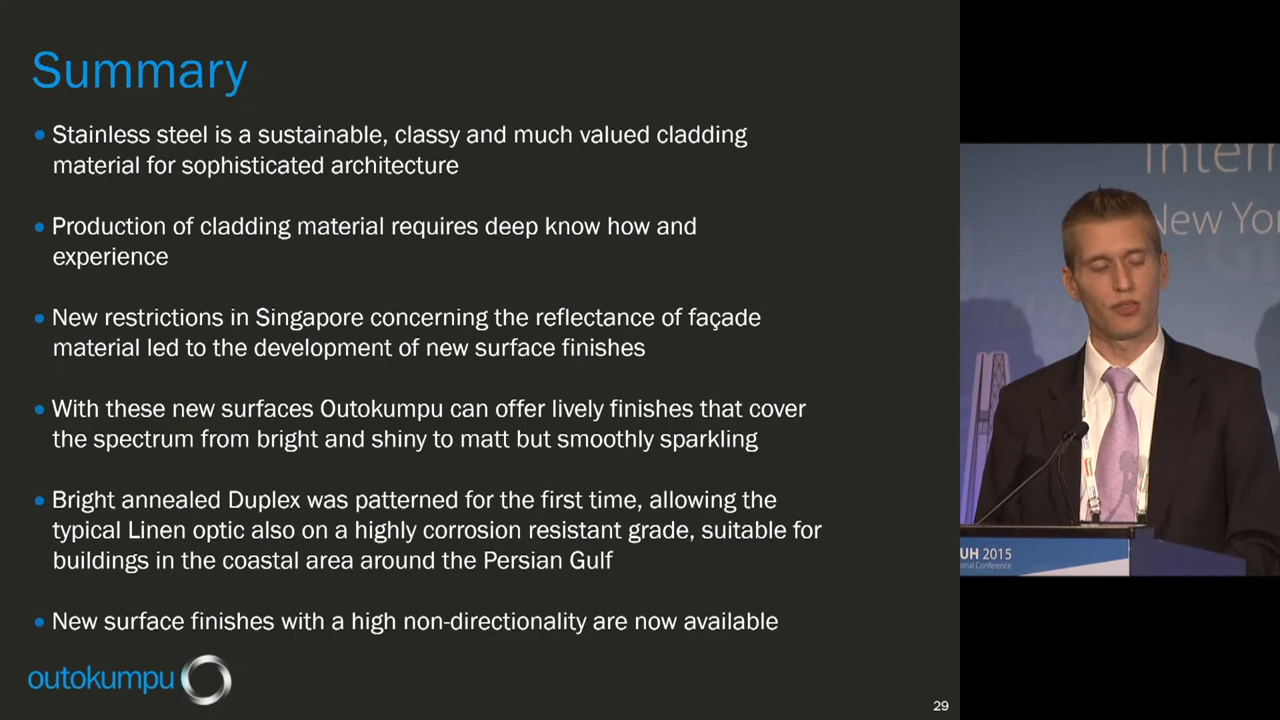 Summary
• Stainless steel is a sustainable, classy and much valued cladding
material for sophisticated architecture
• Production of cladding material requires deep know how and
experience
• New restrictions in Singapore concerning the reflectance of façade
material led to the development of new surface finishes
• With these new surfaces Outokumpu can offer lively finishes that cover
the spectrum from bright and shiny to matt but smoothly sparkling
• Bright annealed Duplex was patterned for the first time, allowing the
typical Linen optic also on a highly corrosion resistant grade, suitable for
buildings in the coastal area around the Persian Gulf
• New surface finishes with a high non-directionality are now available
outokumpu
29
Intern
New Yo
UH 2015
onal Conference